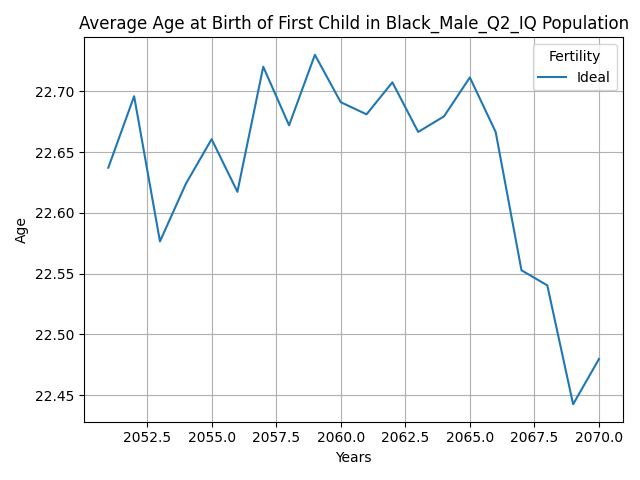 Average Age at Birth of First Child in Black_Male_Q2_IQ Population
Fertility
Ideal
22.70
22.65
22.60
22.55
22.50
22.45
Age
2052.5 2055.0 2057.5 2060.0 2062.5 2065.0 2067.5 2070.0
Years